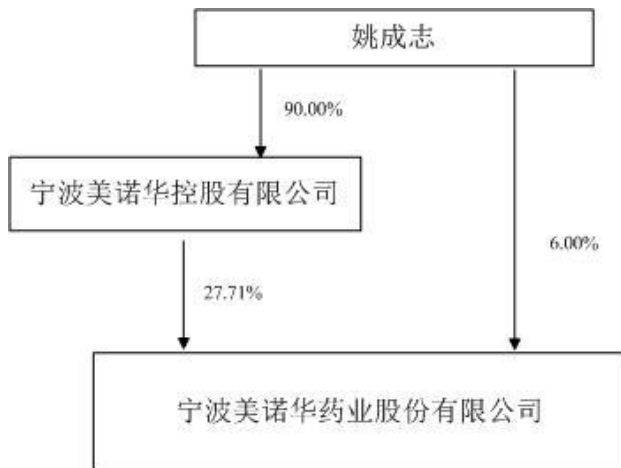 姚成志
90.00%
宁波美诺华控股有限公司
6.00%
27.71%
宁波美诺华药业股份有限公司